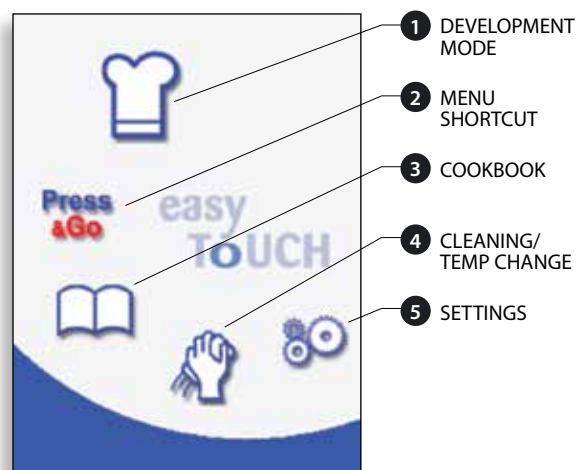 1 DEVELOPMENT
MODE
2 MENU
SHORTCUT
3 COOKBOOK
4 CLEANING/
TEMP CHANGE
5 SETTINGS
Press
&Go
easy
ToUCH